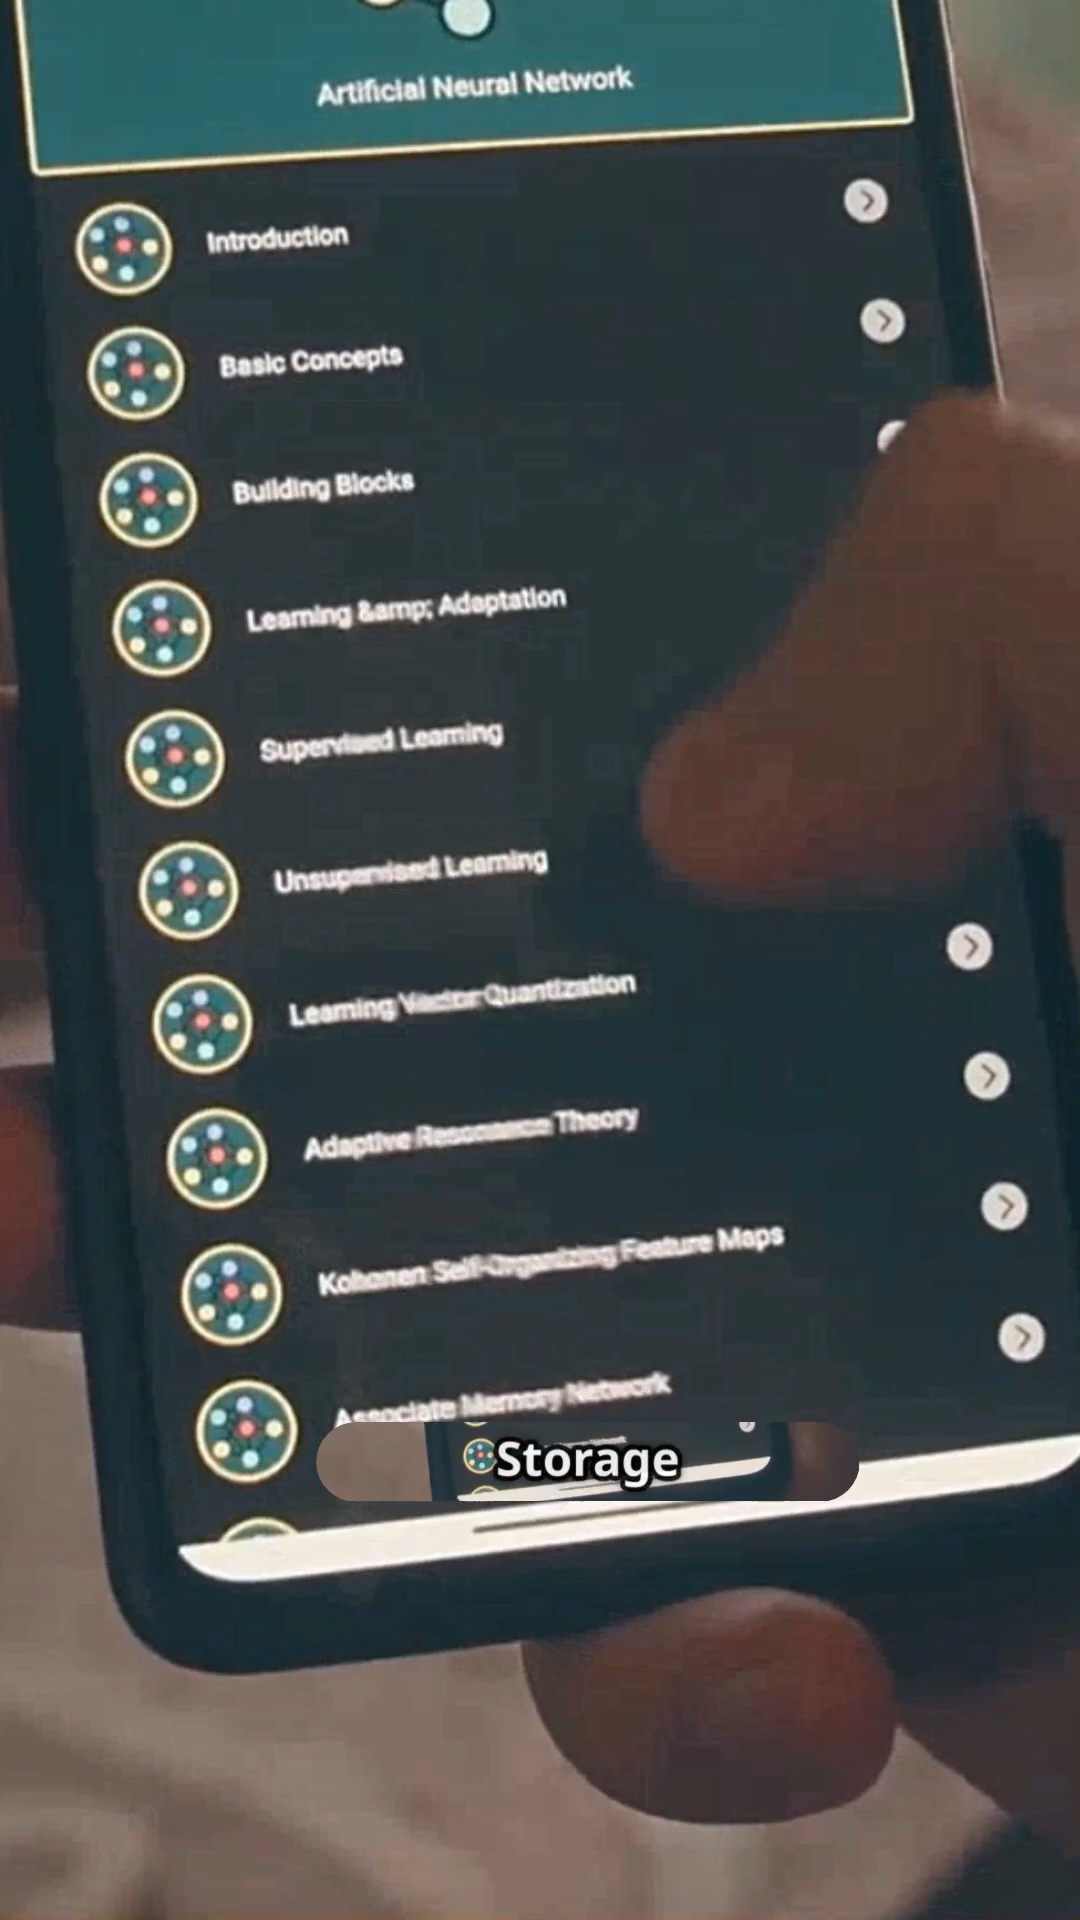 Artificial Neural Network
Introduction
Basic Concepts
Building Blocks
Learning &amp; Adaptation
Supervised Learning
Unsupervised Learning
Learning Vector Quantization
Adaptive Resonance Theory
Kohonen Self-Organizing Feature Maps
Associate Memory Network
Storage